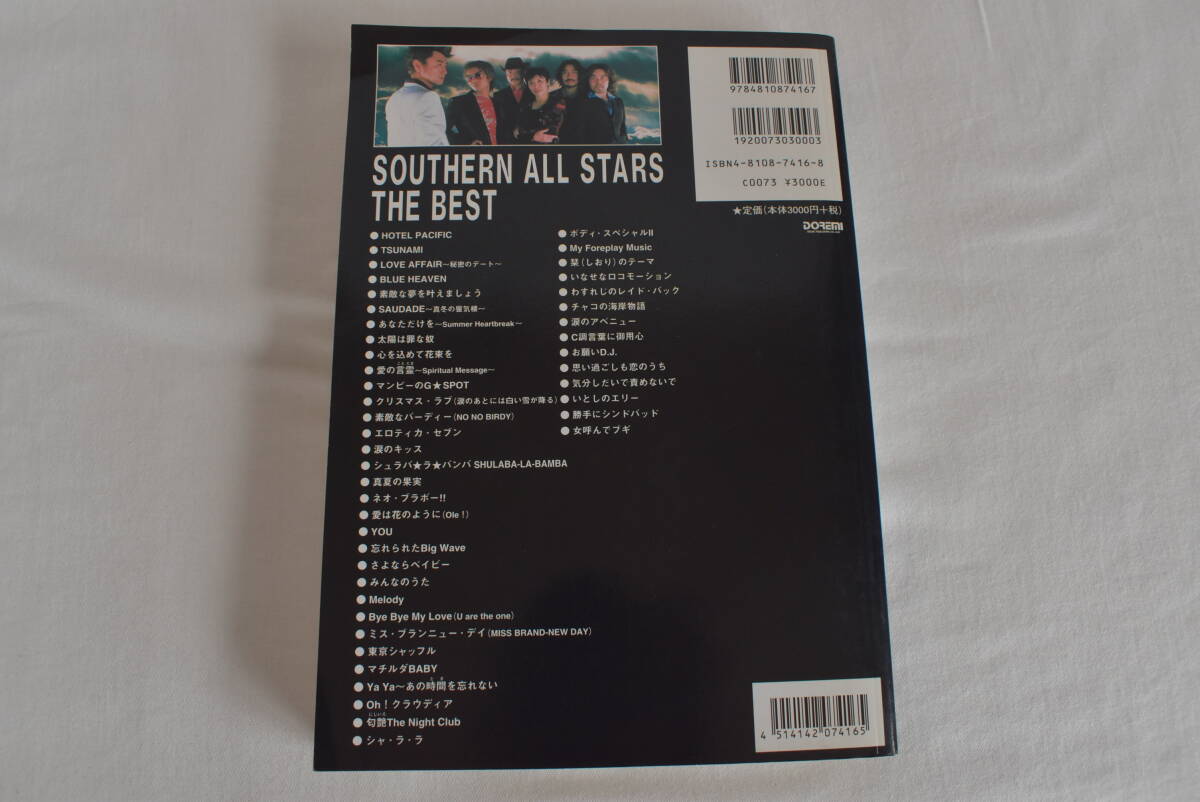 9784810874167
1920073030003
ISBN4-8108-7416-8
C0073 ¥3000E
★定価(本体3000円+税)
DOREMI
SOUTHERN ALL STARS
THE BEST
●HOTEL PACIFIC
●TSUNAMI
●LOVE AFFAIR〜秘密のデート〜
●BLUE HEAVEN
●素敵な夢を叶えましょう
●SAUDADE〜真冬の蜃気楼〜
●あなただけを〜Summer Heartbreak〜
●太陽は罪な奴
●心を込めて花束を
●愛の言霊〜Spiritual Message〜
●マンピーのG★SPOT
●クリスマス・ラブ(涙のあとには白い雪が降る)
●素敵なバーディー(NO NO BIRDY)
●エロティカ・セブン
●涙のキッス
●シュラバ★ラ★バンバ SHULABA-LA-BAMBA
●真夏の果実
●ネオ・ブラボー!!
●愛は花のように(Ole!)
●YOU
●忘れられたBig Wave
●さよならベイビー
●みんなのうた
●Melody
●Bye Bye My Love(U are the one)
●ミス・ブランニュー・デイ(MISS BRAND-NEW DAY)
●東京シャッフル
●マチルダBABY
●Ya Ya〜あの時間を忘れない
●Oh!クラウディア
●匂艶The Night Club
●シャ・ラ・ラ
●ボディ・スペシャルII
●My Foreplay Music
●栞(しおり)のテーマ
●いなせなロコモーション
●わすれじのレイド・バック
●チャコの海岸物語
●涙のアベニュー
●C調言葉に御用心
●お願いD.J.
●思い過ごしも恋のうち
●気分しだいで責めないで
●いとしのエリー
●勝手にシンドバッド
●女呼んでブギ
4 514142 074165